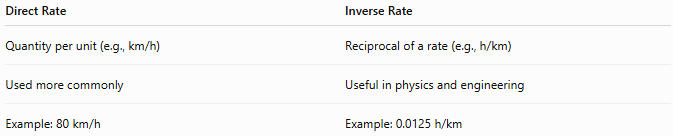 Direct Rate Inverse Rate
Quantity per unit (e.g., km/h) Reciprocal of a rate (e.g., h/km)
Used more commonly Useful in physics and engineering
Example: 80 km/h Example: 0.0125 h/km